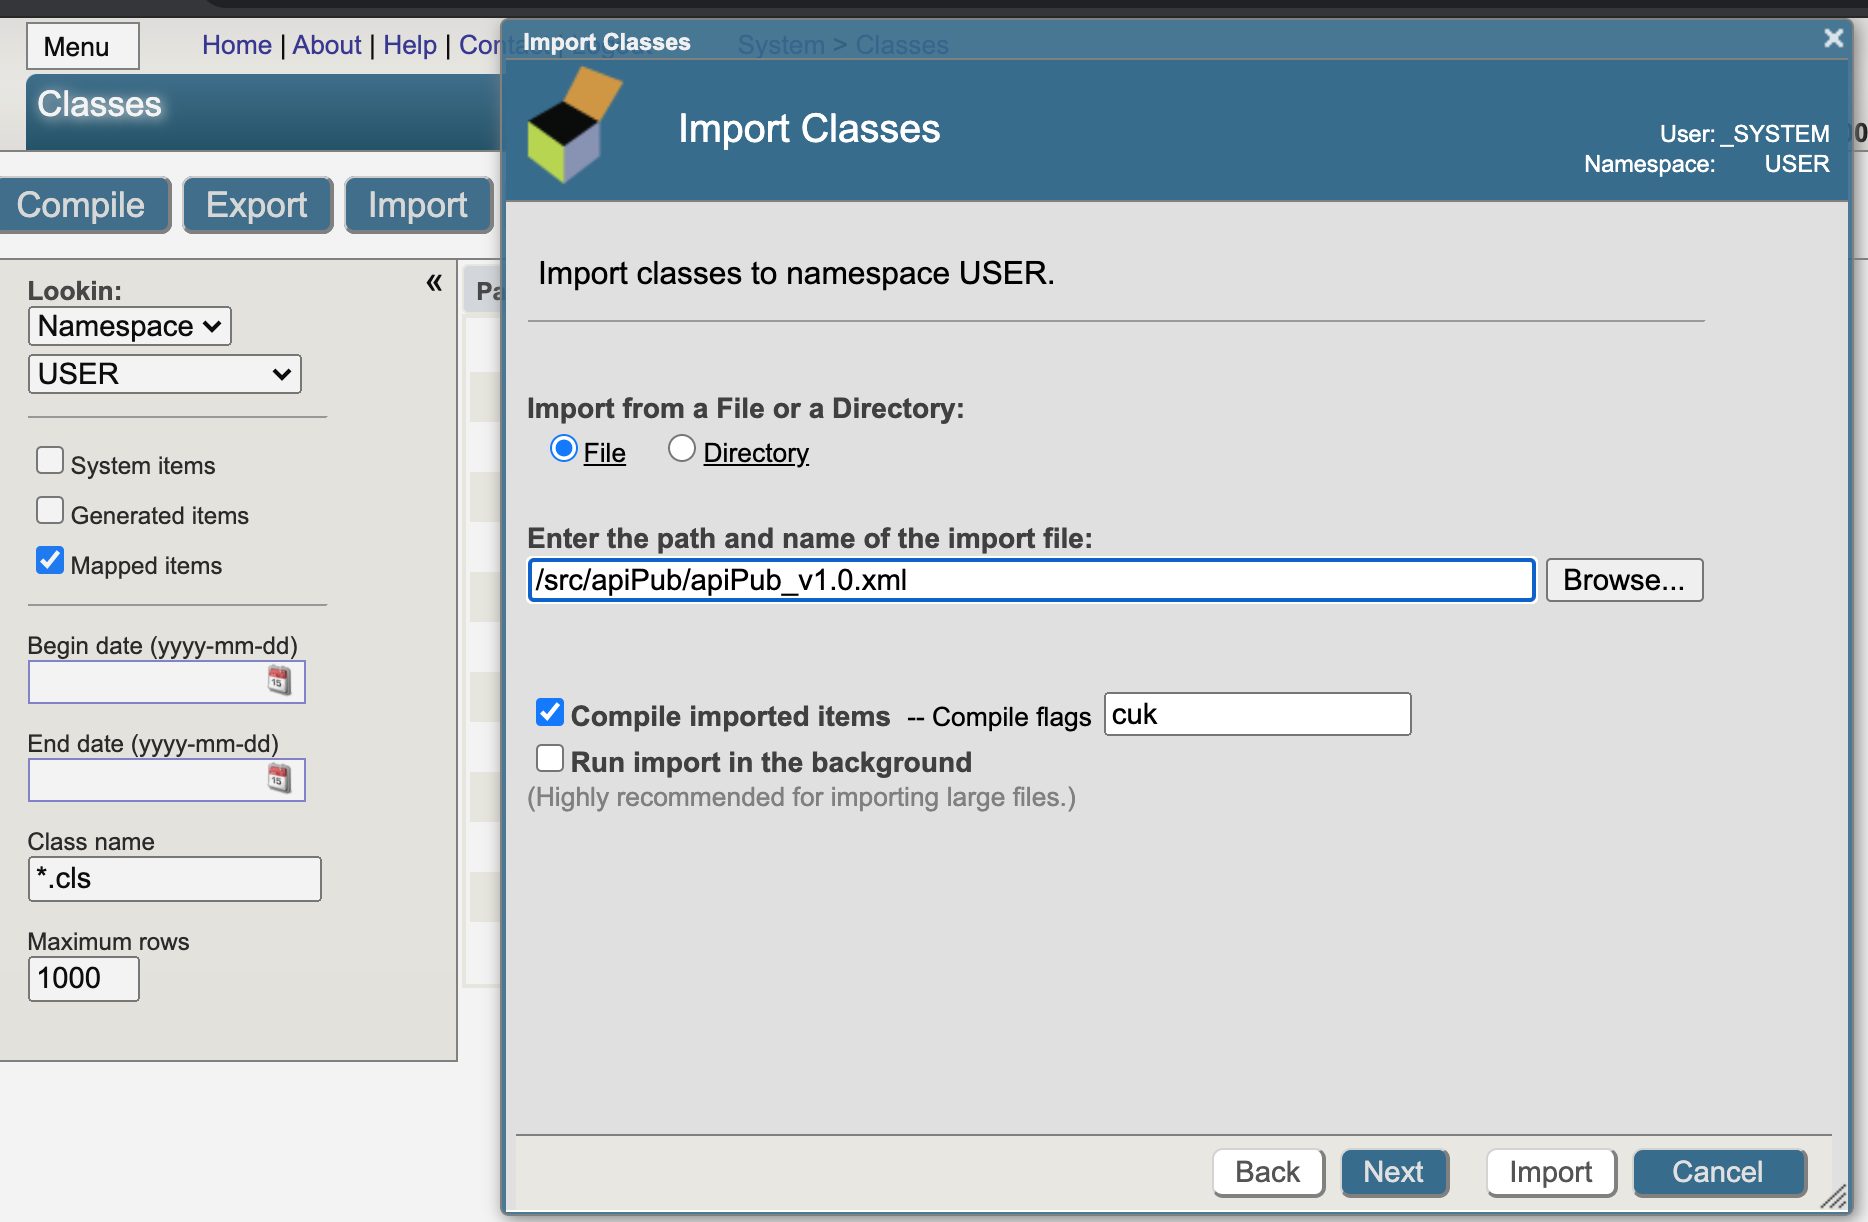 Menu
Home | About | Help |
Classes
Compile
Export
Import
Lookin:
Namespace
USER
System items
Generated items
Mapped items
Begin date (yyyy-mm-dd)
15
End date (yyyy-mm-dd)
15
Class name
*.cls
Maximum rows
1000
«
Import Classes
System > Classes
Import Classes
User: _SYSTEM
Namespace: USER
Import classes to namespace USER.
Import from a File or a Directory:
File
Directory
Enter the path and name of the import file:
/src/apiPub/apiPub_v1.0.xml
Browse...
Compile imported items -- Compile flags cuk
Run import in the background
(Highly recommended for importing large files.)
Back
Next
Import
Cancel